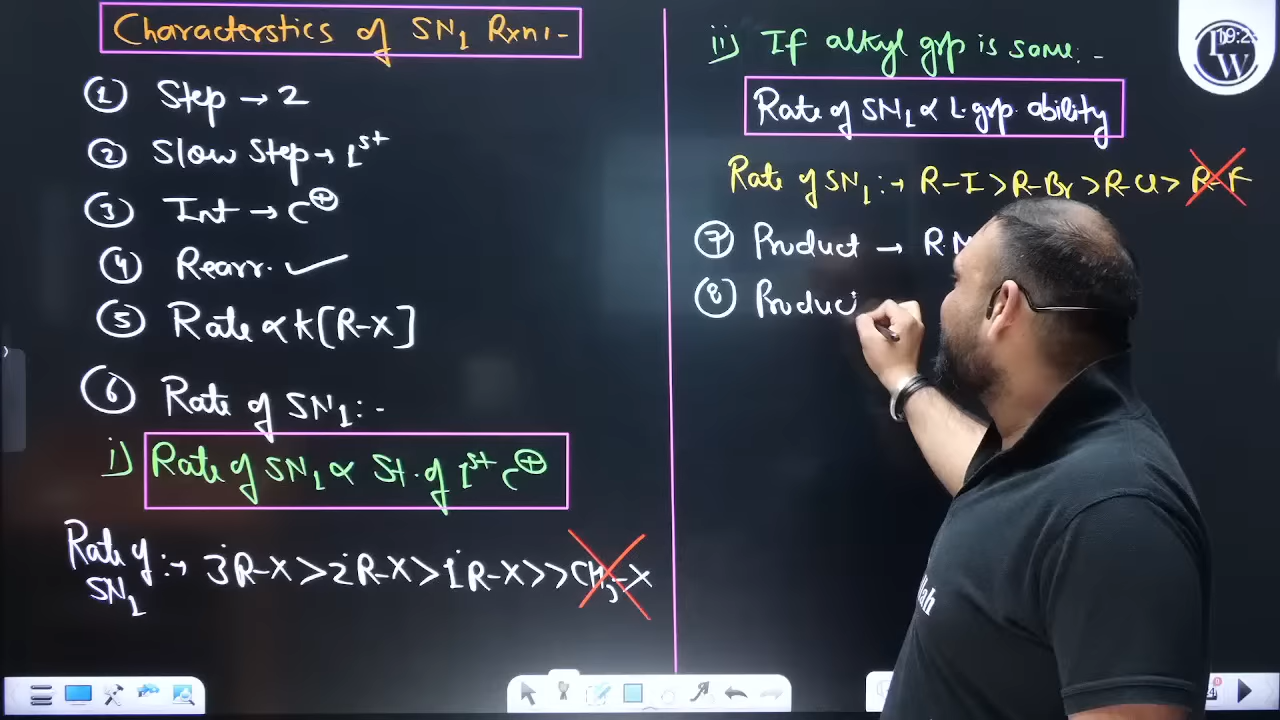 Characterstics of SN1 Rxn:-
① Step → 2
② Slow Step → 1st
③ Int → C⊕
④ Rearr. ✓
⑤ Rate ∝ k[R-X]
⑥ Rate of SN1:-
i) Rate of SN1 ∝ St. of 1st C⊕
Rate of SN1 :→ 3° R-X > 2° R-X > 1° R-X >> CH3-X
ii) If alkyl grp is same:-
Rate of SN1 ∝ L. grp. ability
Rate of SN1 :→ R-I > R-Br > R-Cl > R-F
⑦ Product → R.N
⑧ Produc